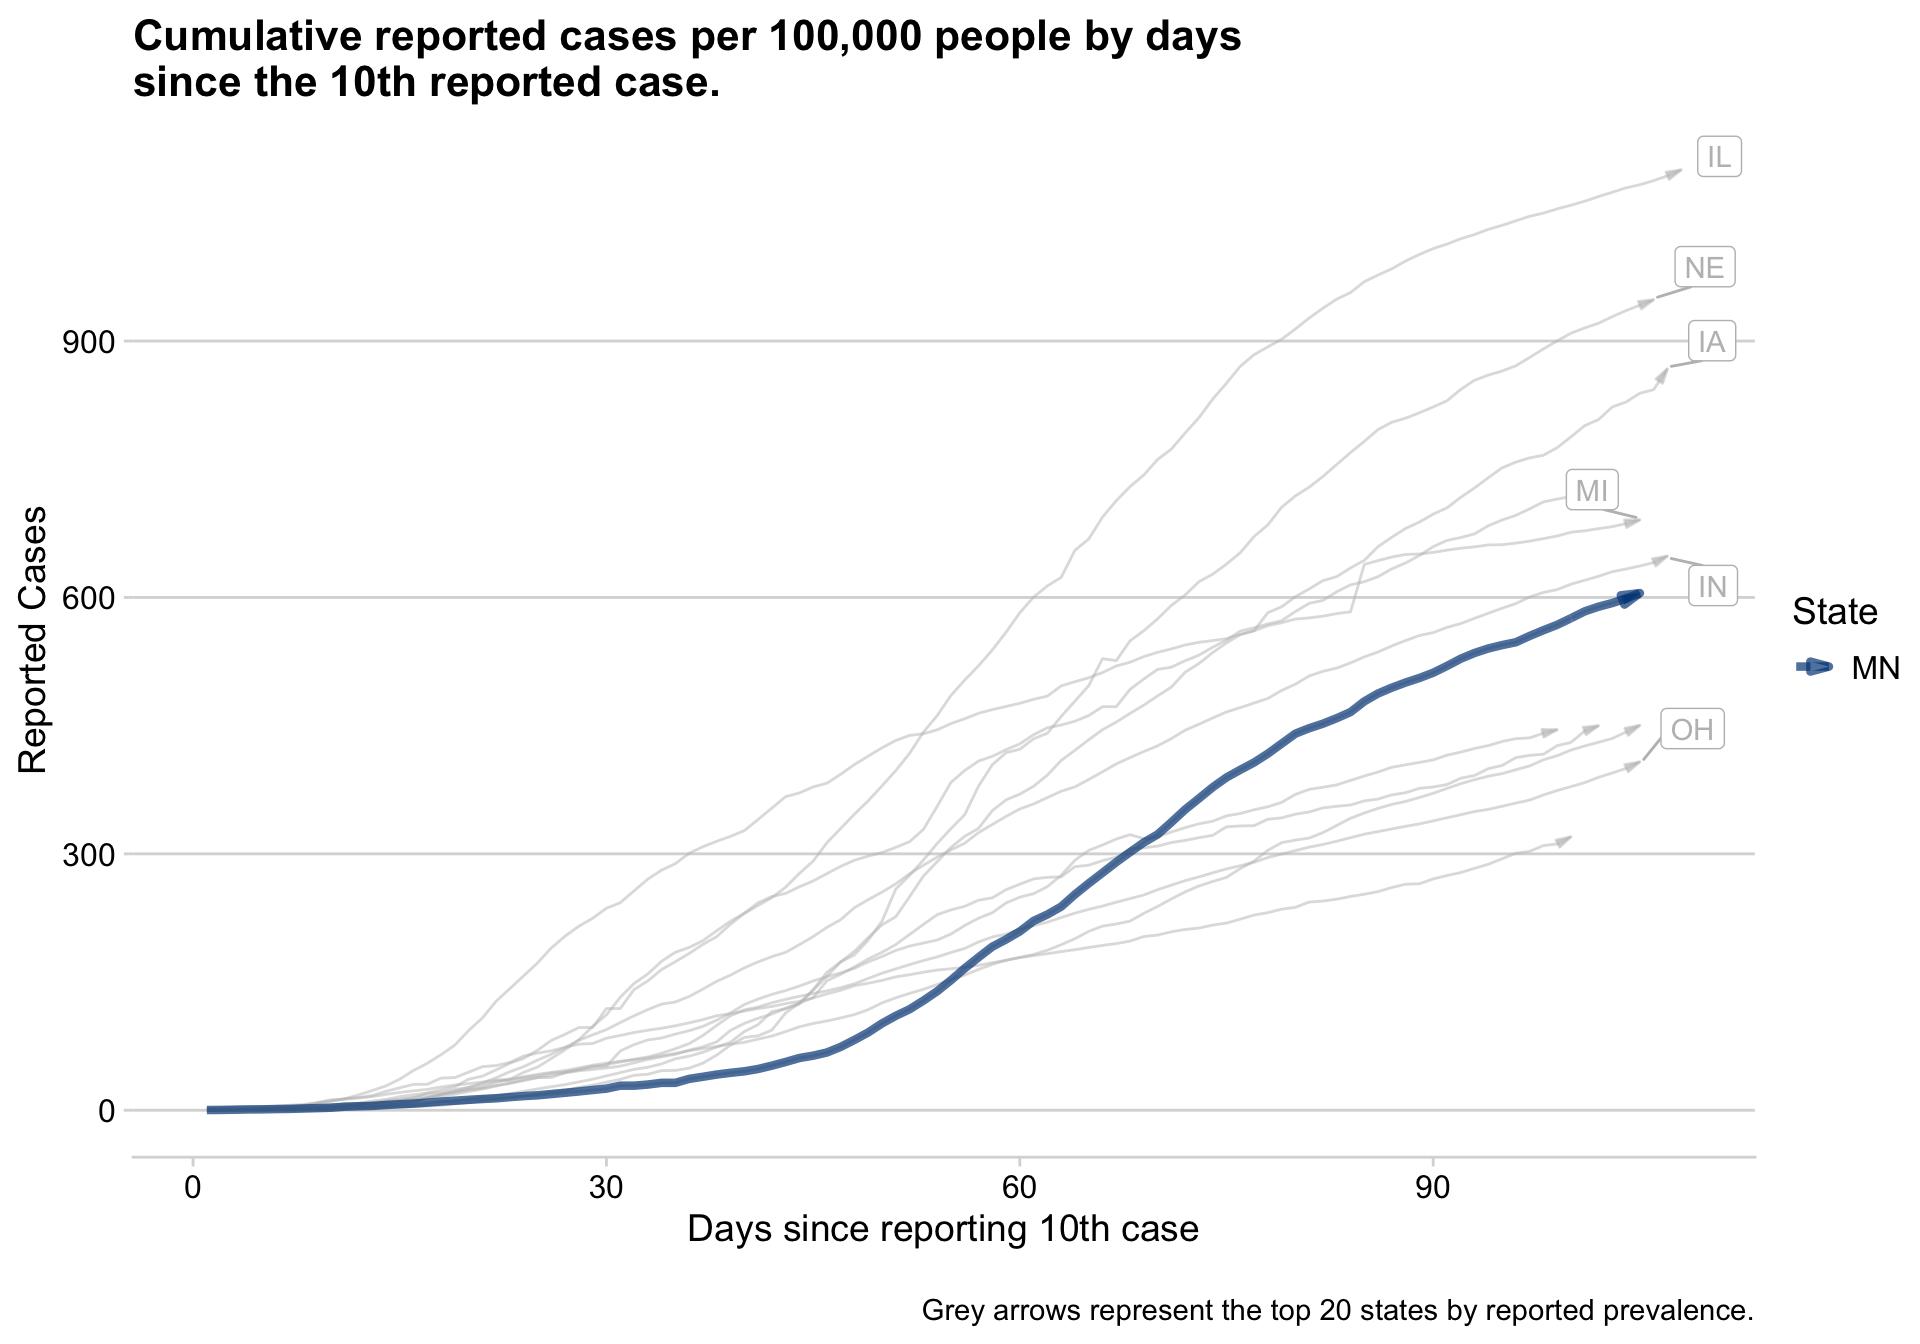 Cumulative reported cases per 100,000 people by days
since the 10th reported case.
IL
NE
900
IA
MI
Reported Cases
600
IN
State
MN
OH
300
0
0 30 60 90
Days since reporting 10th case
Grey arrows represent the top 20 states by reported prevalence.